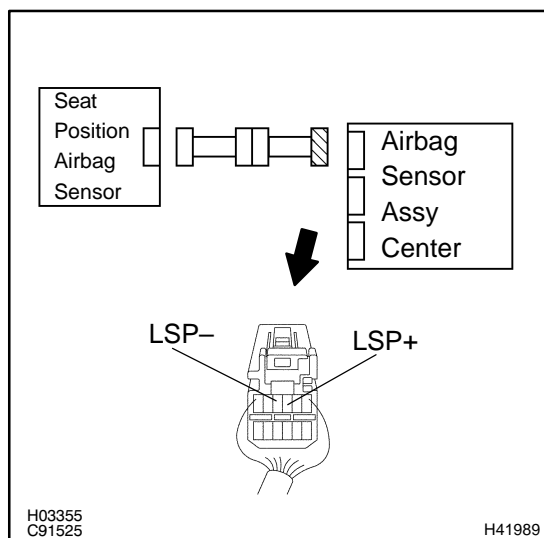 Seat
Position
Airbag
Sensor
Airbag
Sensor
Assy
Center
LSP–
LSP+
H03355
C91525
H41989